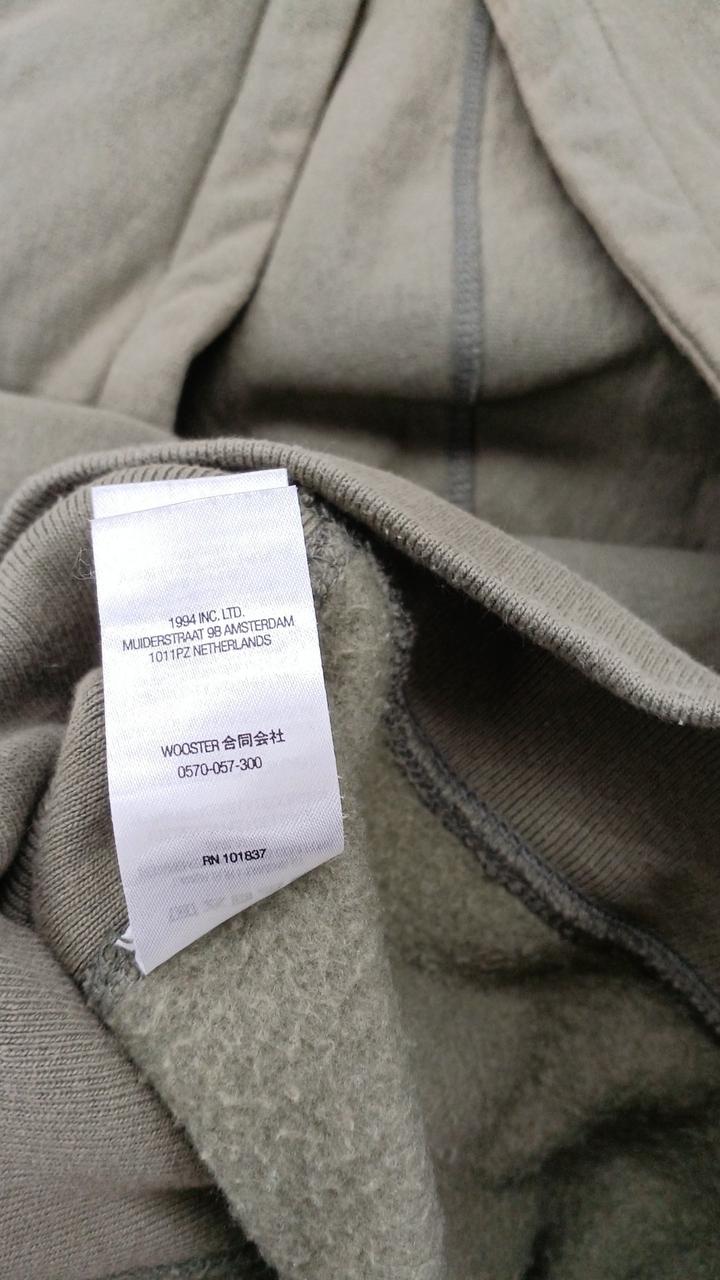 1994 INC. LTD.
MUIDERSTRAAT 9B AMSTERDAM
1011PZ NETHERLANDS
WOOSTER 合同会社
0570-057-300
RN 101837